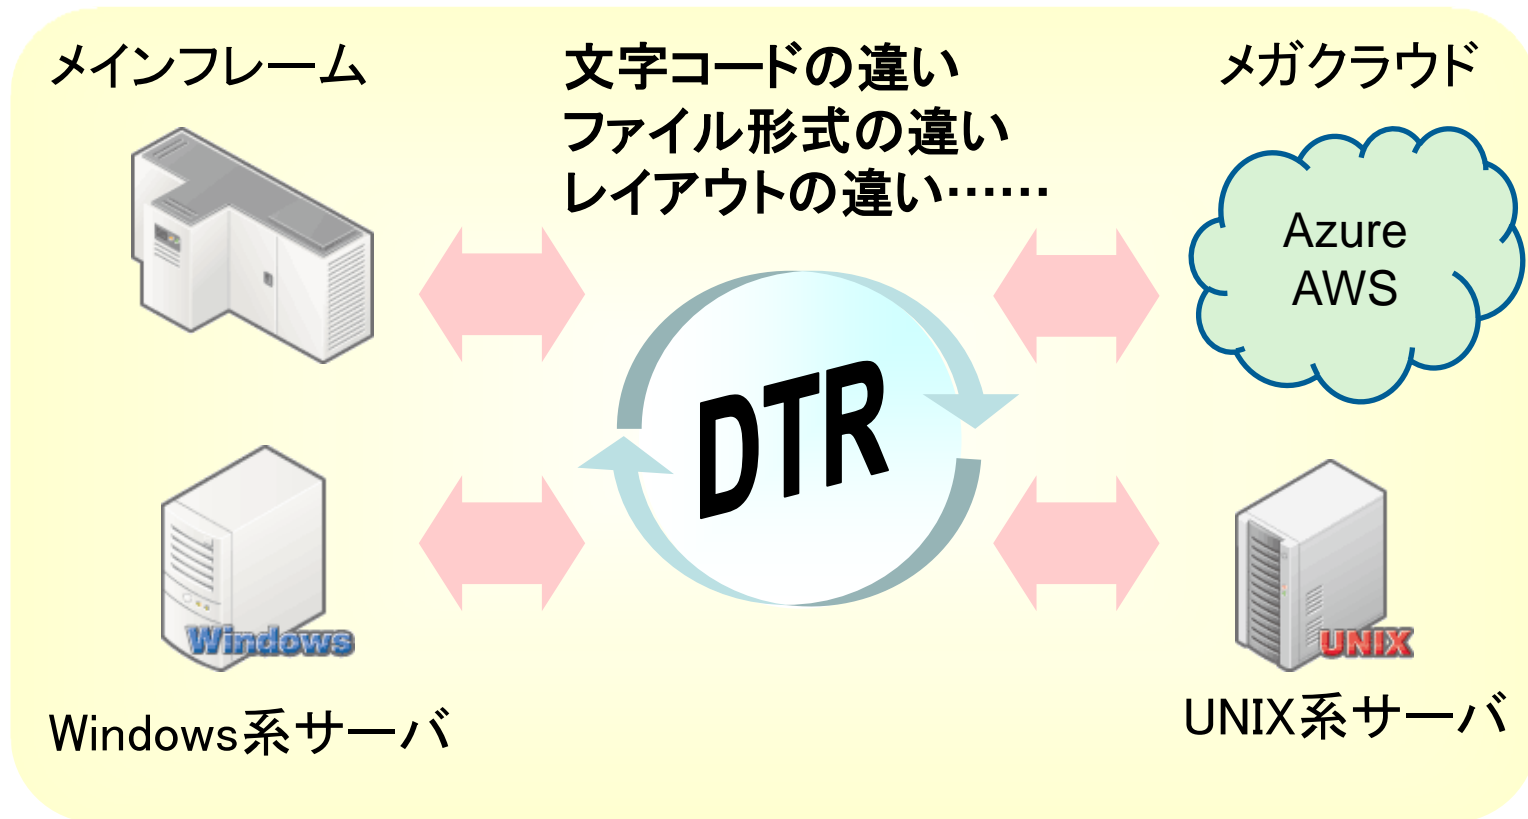 メインフレーム
文字コードの違い
ファイル形式の違い
レイアウトの違い……
メガクラウド
Azure
AWS
DTR
Windows
UNIX
Windows系サーバ
UNIX系サーバ